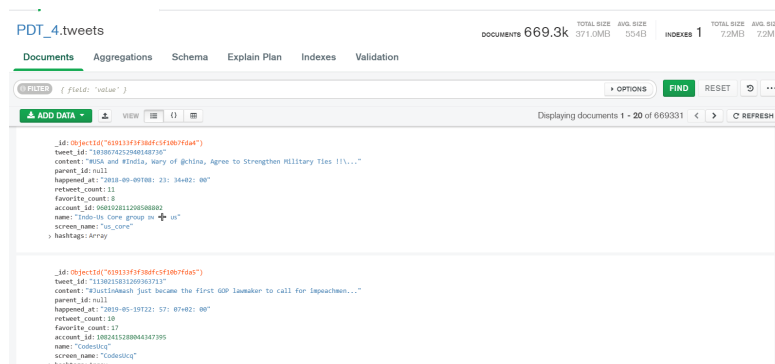 PDT_4.tweets
DOCUMENTS 669.3k TOTAL SIZE 371.0MB AVG. SIZE 554B INDEXES 1 TOTAL SIZE 7.2MB AVG. SIZ 7.2M
Documents Aggregations Schema Explain Plan Indexes Validation
FILTER { field: 'value' } OPTIONS FIND RESET ...
ADD DATA VIEW {} Displaying documents 1 - 20 of 669331 < > REFRESH
_id: ObjectId("619133f3f38dfc5f10b7fda4")
tweet_id: "1038674252940148736"
content: "#USA and #India, Wary of @china, Agree to Strengthen Military Ties !!\..."
parent_id: null
happened_at: "2018-09-09T08: 23: 34+02: 00"
retweet_count: 11
favorite_count: 8
account_id: 960192811298508802
name: "Indo-Us Core group IN ➕ US"
screen_name: "us_core"
> hashtags: Array
_id: ObjectId("619133f3f38dfc5f10b7fda5")
tweet_id: "1130215831269363713"
content: "#JustinAmash just became the first GOP lawmaker to call for impeachmen..."
parent_id: null
happened_at: "2019-05-19T22: 57: 07+02: 00"
retweet_count: 10
favorite_count: 17
account_id: 1082415288044347395
name: "CodesUcq"
screen_name: "CodesUcq"